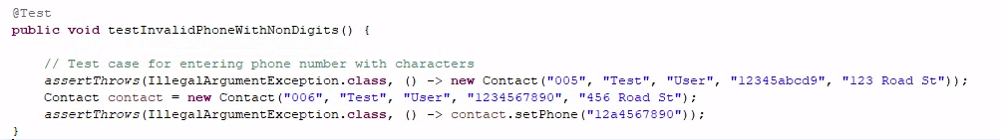 @Test
public void testInvalidPhoneWithNonDigits() {
// Test case for entering phone number with characters
assertThrows(IllegalArgumentException.class, () -> new Contact("005", "Test", "User", "12345abcd9", "123 Road St"));
Contact contact = new Contact("006", "Test", "User", "1234567890", "456 Road St");
assertThrows(IllegalArgumentException.class, () -> contact.setPhone("12a4567890"));
}